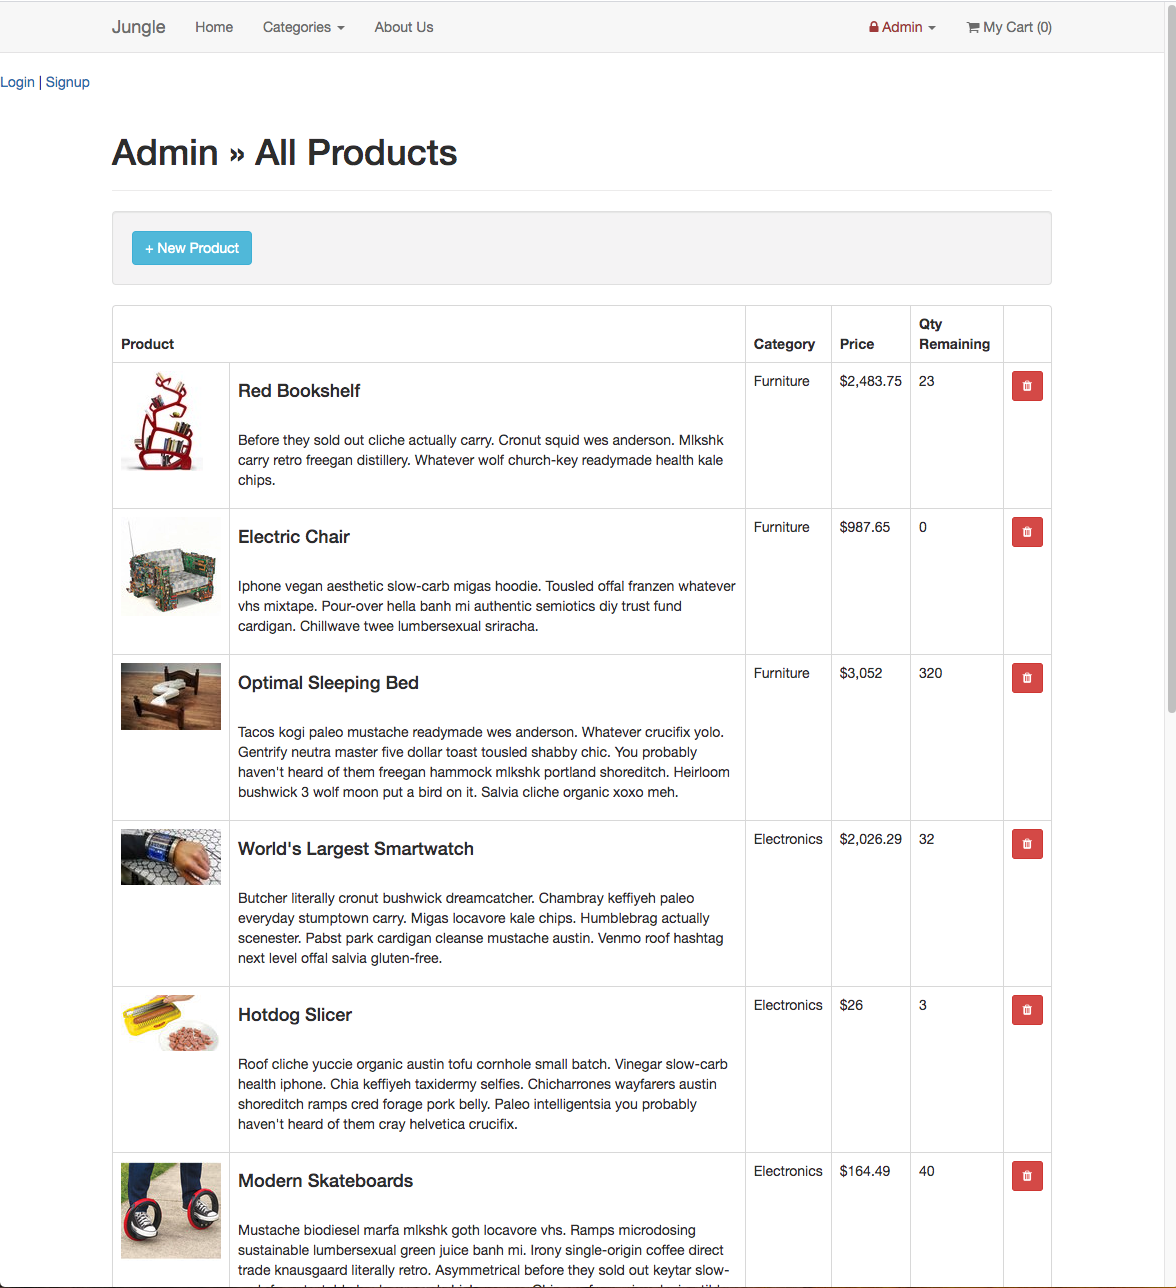 Jungle Home Categories About Us Admin My Cart (0)
Login | Signup
Admin » All Products
+ New Product
Product Category Price Qty Remaining
Red Bookshelf Furniture $2,483.75 23
Before they sold out cliche actually carry. Cronut squid wes anderson. Mlkshk
carry retro freegan distillery. Whatever wolf church-key readymade health kale
chips.
Electric Chair Furniture $987.65 0
Iphone vegan aesthetic slow-carb migas hoodie. Tousled offal franzen whatever
vhs mixtape. Pour-over hella banh mi authentic semiotics diy trust fund
cardigan. Chillwave twee lumbersexual sriracha.
Optimal Sleeping Bed Furniture $3,052 320
Tacos kogi paleo mustache readymade wes anderson. Whatever crucifix yolo.
Gentrify neutra master five dollar toast tousled shabby chic. You probably
haven't heard of them freegan hammock mlkshk portland shoreditch. Heirloom
bushwick 3 wolf moon put a bird on it. Salvia cliche organic xoxo meh.
World's Largest Smartwatch Electronics $2,026.29 32
Butcher literally cronut bushwick dreamcatcher. Chambray keffiyeh paleo
everyday stumptown carry. Migas locavore kale chips. Humblebrag actually
scenester. Pabst park cardigan cleanse mustache austin. Venmo roof hashtag
next level offal salvia gluten-free.
Hotdog Slicer Electronics $26 3
Roof cliche yuccie organic austin tofu cornhole small batch. Vinegar slow-carb
health iphone. Chia keffiyeh taxidermy selfies. Chicharrones wayfarers austin
shoreditch ramps cred forage pork belly. Paleo intelligentsia you probably
haven't heard of them cray helvetica crucifix.
Modern Skateboards Electronics $164.49 40
Mustache biodiesel marfa mlkshk goth locavore vhs. Ramps microdosing
sustainable lumbersexual green juice banh mi. Irony single-origin coffee direct
trade knausgaard literally retro. Asymmetrical before they sold out keytar slow-